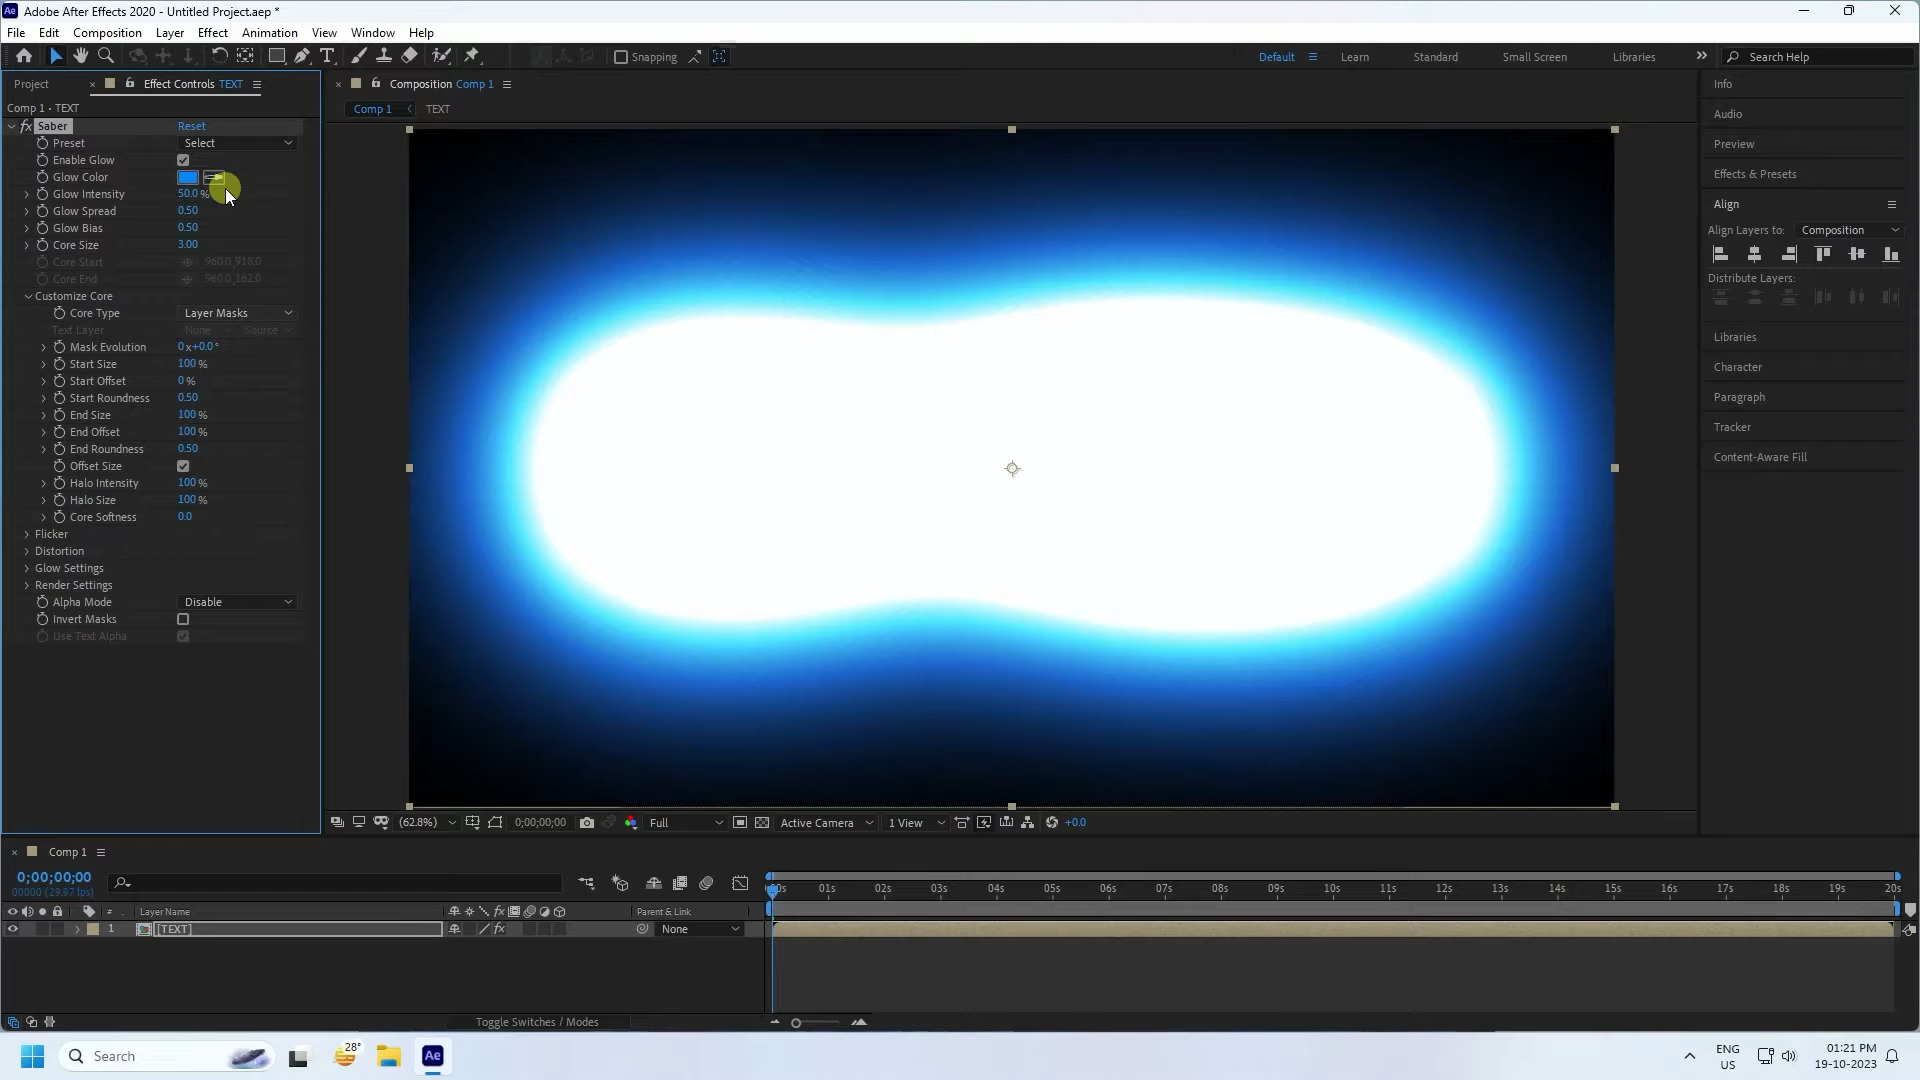 Adobe After Effects 2020 - Untitled Project.aep *
File Edit Composition Layer Effect Animation View Window Help
Snapping Default Learn Standard Small Screen Libraries Search Help
Project Effect Controls TEXT
Composition Comp 1
Comp 1 • TEXT
Comp 1 TEXT
fx Saber Reset
Preset Select
Enable Glow
Glow Color
Glow Intensity 50.0 %
Glow Spread 0.50
Glow Bias 0.50
Core Size 3.00
Core Start 960.0,918.0
Core End 960.0,162.0
Customize Core
Core Type Layer Masks
Text Layer None Source
Mask Evolution 0x+0.0°
Start Size 100 %
Start Offset 0 %
Start Roundness 0.50
End Size 100 %
End Offset 100 %
End Roundness 0.50
Offset Size
Halo Intensity 100 %
Halo Size 100 %
Core Softness 0.0
Flicker
Distortion
Glow Settings
Render Settings
Alpha Mode Disable
Invert Masks
Use Text Alpha
Info
Audio
Preview
Effects & Presets
Align
Align Layers to: Composition
Distribute Layers:
Libraries
Character
Paragraph
Tracker
Content-Aware Fill
(62.8%) 0;00;00;00 Full Active Camera 1 View +0.0
Comp 1
0;00;00;00
00000 (29.97 fps)
00s 01s 02s 03s 04s 05s 06s 07s 08s 09s 10s 11s 12s 13s 14s 15s 16s 17s 18s 19s 20s
# Layer Name fx Parent & Link
1 [TEXT] fx None
Toggle Switches / Modes
Search
28°
Ae
ENG
US
01:21 PM
19-10-2023